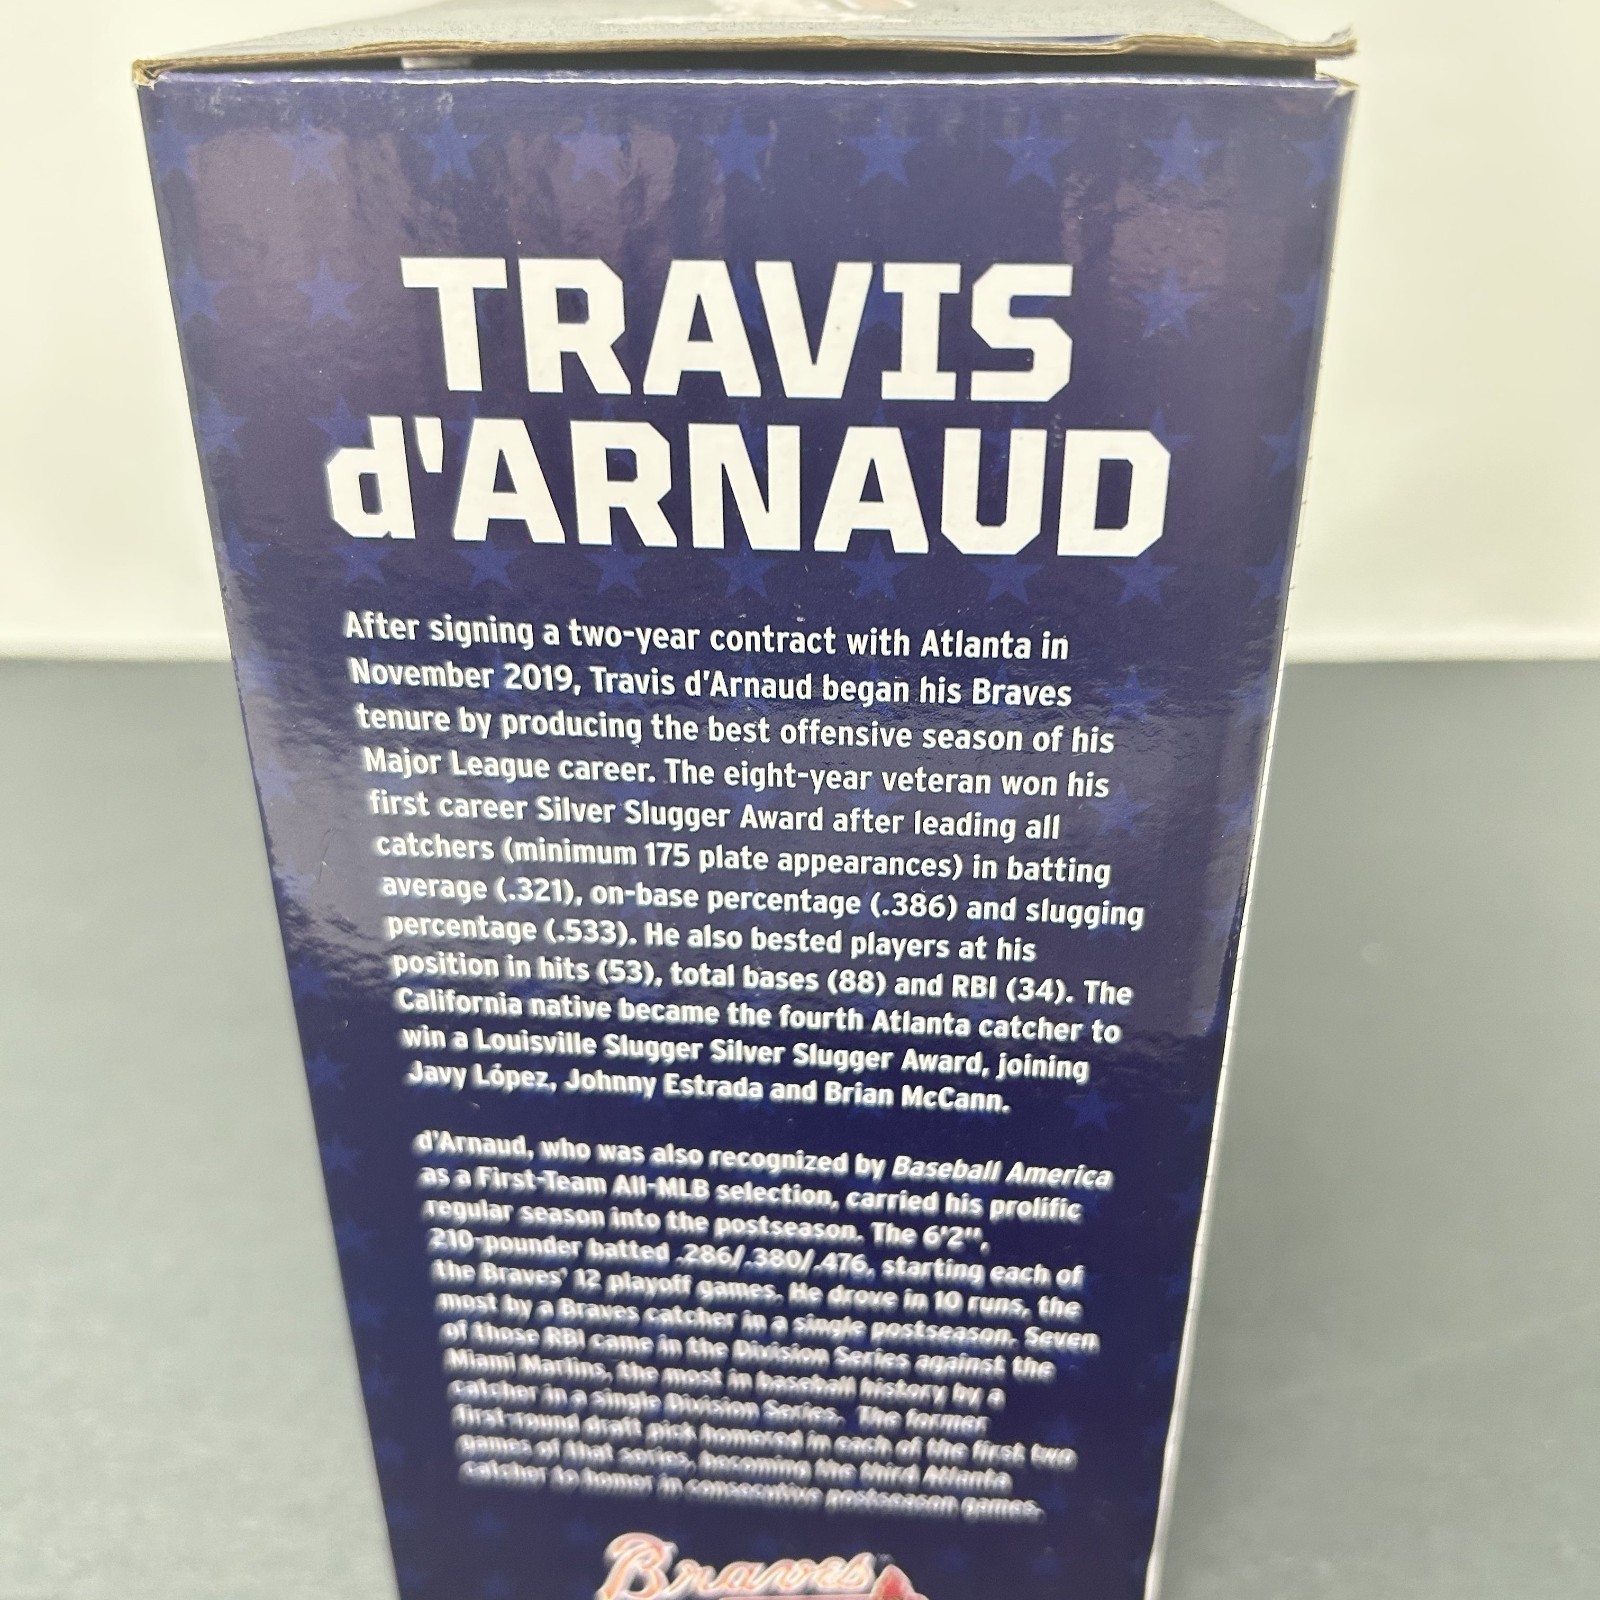 TRAVIS
d'ARNAUD
After signing a two-year contract with Atlanta in
November 2019, Travis d'Arnaud began his Braves
tenure by producing the best offensive season of his
Major League career. The eight-year veteran won his
first career Silver Slugger Award after leading all
catchers (minimum 175 plate appearances) in batting
average (.321), on-base percentage (.386) and slugging
percentage (.533). He also bested players at his
position in hits (53), total bases (88) and RBI (34). The
California native became the fourth Atlanta catcher to
win a Louisville Slugger Silver Slugger Award, joining
Javy López, Johnny Estrada and Brian McCann.
d'Arnaud, who was also recognized by Baseball America
as a First-Team All-MLB selection, carried his prolific
regular season into the postseason. The 6'2",
210-pounder batted .286/.380/.476, starting each of
the Braves' 12 playoff games. He drove in 10 runs, the
most by a Braves catcher in a single postseason. Seven
of those RBI came in the Division Series against the
Miami Marlins, the most in baseball history by a
catcher in a single Division Series. The former
first-round draft pick homered in each of the first two
games of that series, becoming the third Atlanta
catcher to homer in consecutive postseason games.
Braves